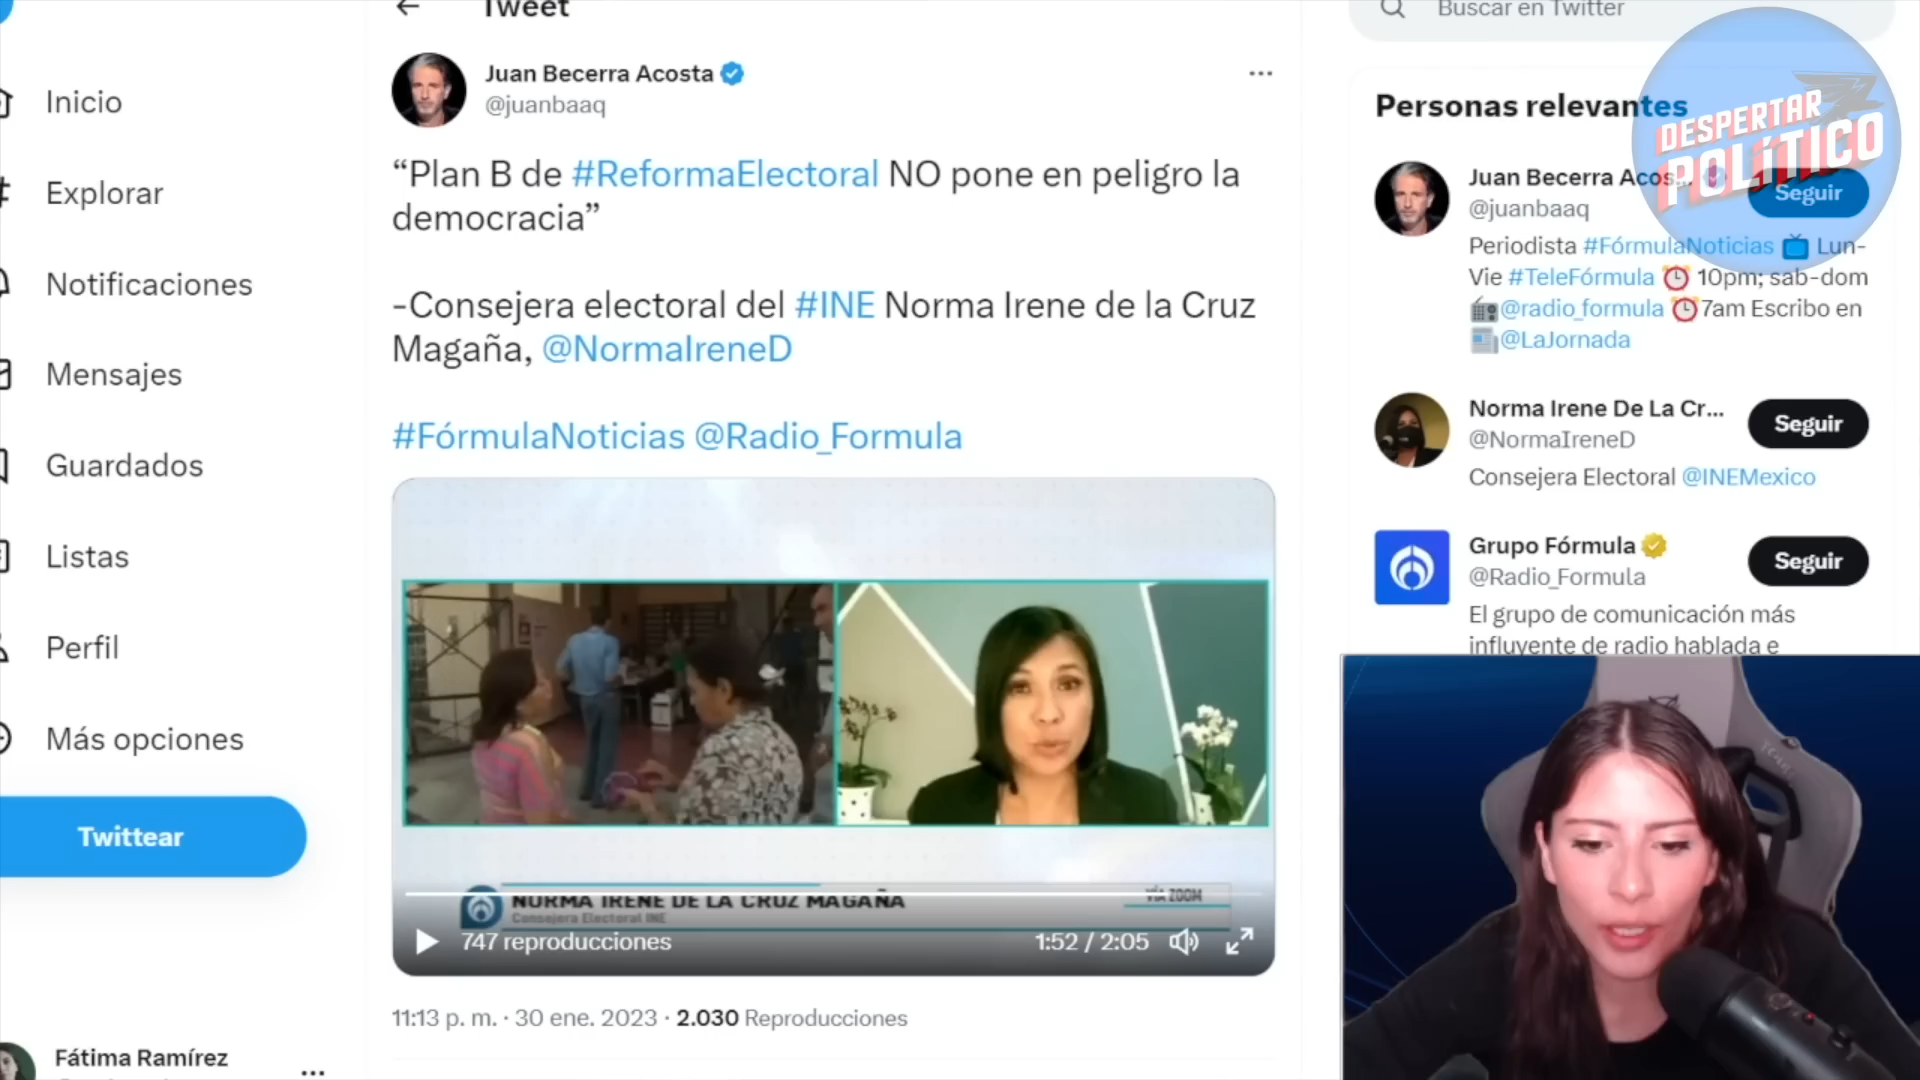 Tweet
Buscar en Twitter
Inicio
Explorar
Notificaciones
Mensajes
Guardados
Listas
Perfil
Más opciones
Twittear
Fátima Ramírez
Juan Becerra Acosta
@juanbaaq
“Plan B de #ReformaElectoral NO pone en peligro la
democracia”
-Consejera electoral del #INE Norma Irene de la Cruz
Magaña, @NormaIreneD
#FórmulaNoticias @Radio_Formula
NORMA IRENE DE LA CRUZ MAGAÑA
Consejera Electoral INE
VÍA ZOOM
747 reproducciones
1:52 / 2:05
11:13 p. m. · 30 ene. 2023 · 2.030 Reproducciones
Personas relevantes
DESPERTAR
POLÍTICO
Juan Becerra Acos...
@juanbaaq
Seguir
Periodista #FórmulaNoticias 📺 Lun-
Vie #TeleFórmula ⏰ 10pm; sab-dom
📻@radio_formula ⏰7am Escribo en
📰@LaJornada
Norma Irene De La Cr...
@NormaIreneD
Seguir
Consejera Electoral @INEMexico
Grupo Fórmula
@Radio_Formula
Seguir
El grupo de comunicación más
influyente de radio hablada e